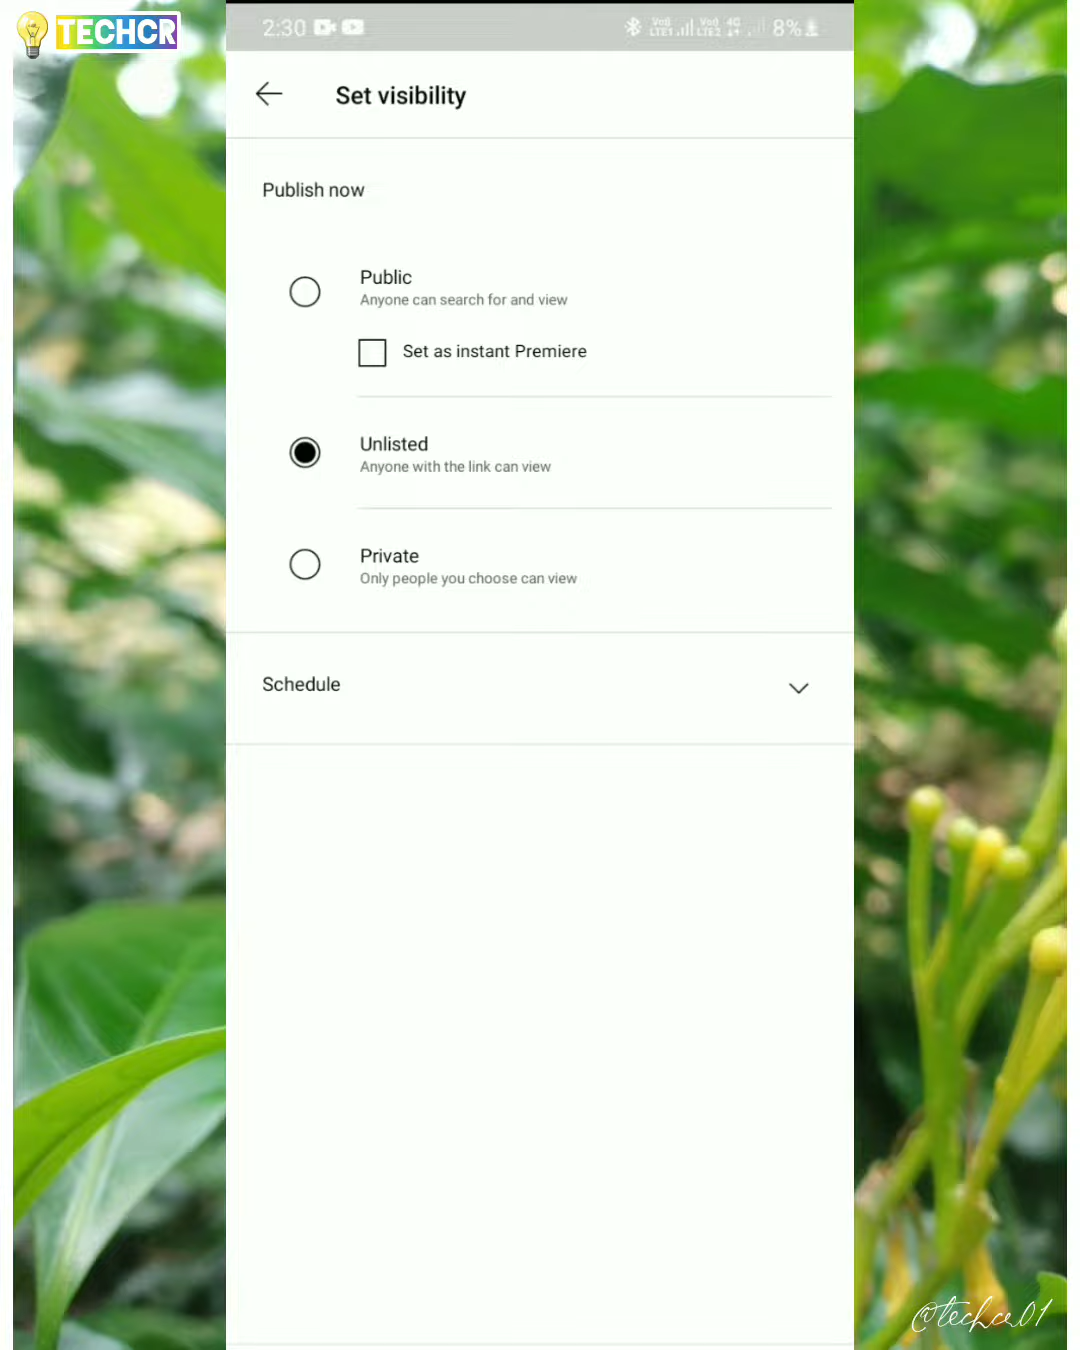 TECHCR
2:30 8%
Set visibility
Publish now
Public
Anyone can search for and view
Set as instant Premiere
Unlisted
Anyone with the link can view
Private
Only people you choose can view
Schedule
@techcr01